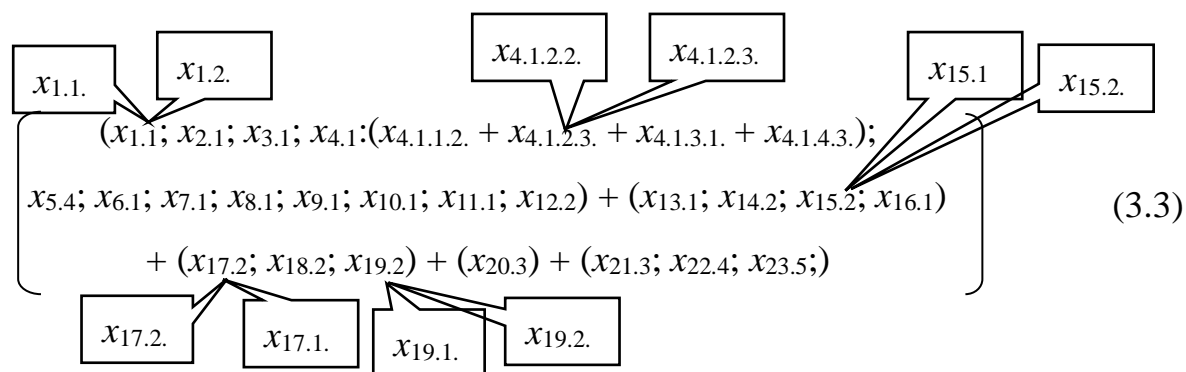 x1.1. x1.2. x4.1.2.2. x4.1.2.3. x15.1 x15.2.
(x1.1; x2.1; x3.1; x4.1:(x4.1.1.2. + x4.1.2.3. + x4.1.3.1. + x4.1.4.3.);
x5.4; x6.1; x7.1; x8.1; x9.1; x10.1; x11.1; x12.2) + (x13.1; x14.2; x15.2; x16.1) (3.3)
+ (x17.2; x18.2; x19.2) + (x20.3) + (x21.3; x22.4; x23.5;)
x17.2. x17.1. x19.1. x19.2.